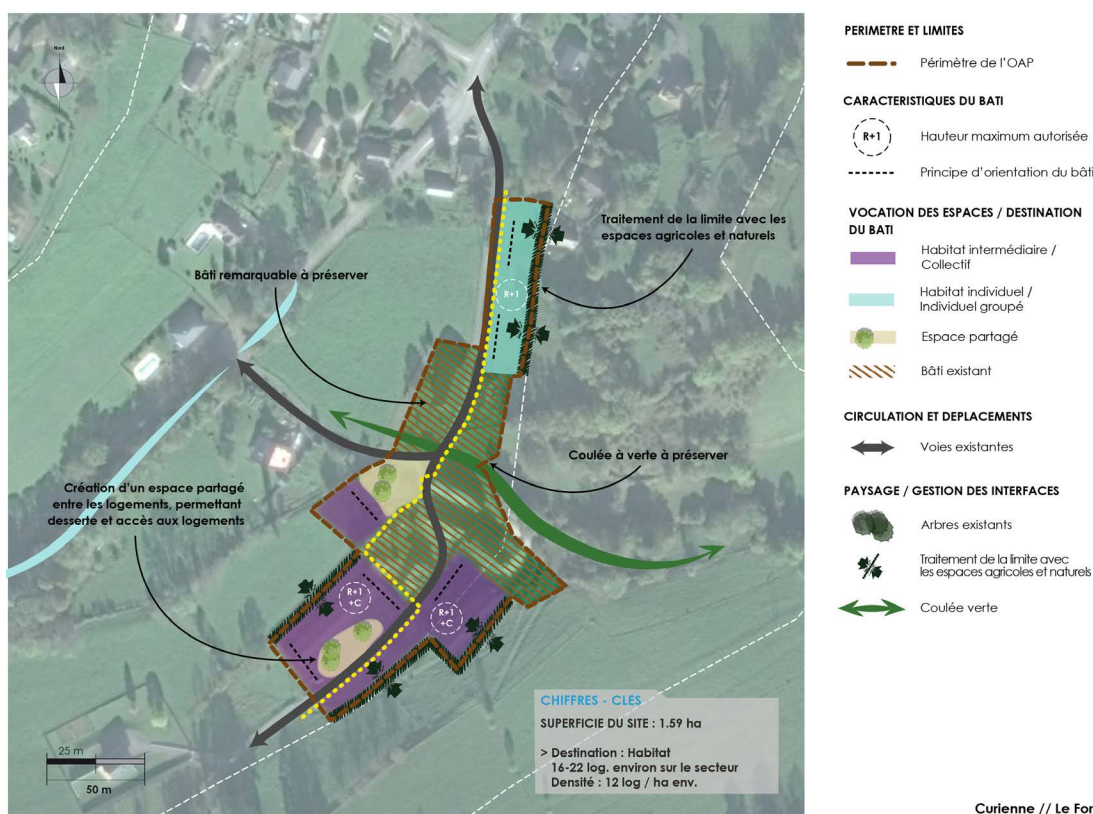 Nord
Traitement de la limite avec les
espaces agricoles et naturels
Bâti remarquable à préserver
R+1
Coulée à verte à préserver
Création d'un espace partagé
entre les logements, permettant
desserte et accès aux logements
R+1
+C
R+1
+C
CHIFFRES - CLES
SUPERFICIE DU SITE : 1.59 ha
> Destination : Habitat
16-22 log. environ sur le secteur
Densité : 12 log / ha env.
25 m
50 m
PERIMETRE ET LIMITES
Périmètre de l'OAP
CARACTERISTIQUES DU BATI
R+1
Hauteur maximum autorisée
Principe d'orientation du bâti
VOCATION DES ESPACES / DESTINATION
DU BATI
Habitat intermédiaire /
Collectif
Habitat individuel /
Individuel groupé
Espace partagé
Bâti existant
CIRCULATION ET DEPLACEMENTS
Voies existantes
PAYSAGE / GESTION DES INTERFACES
Arbres existants
Traitement de la limite avec
les espaces agricoles et naturels
Coulée verte
Curienne // Le